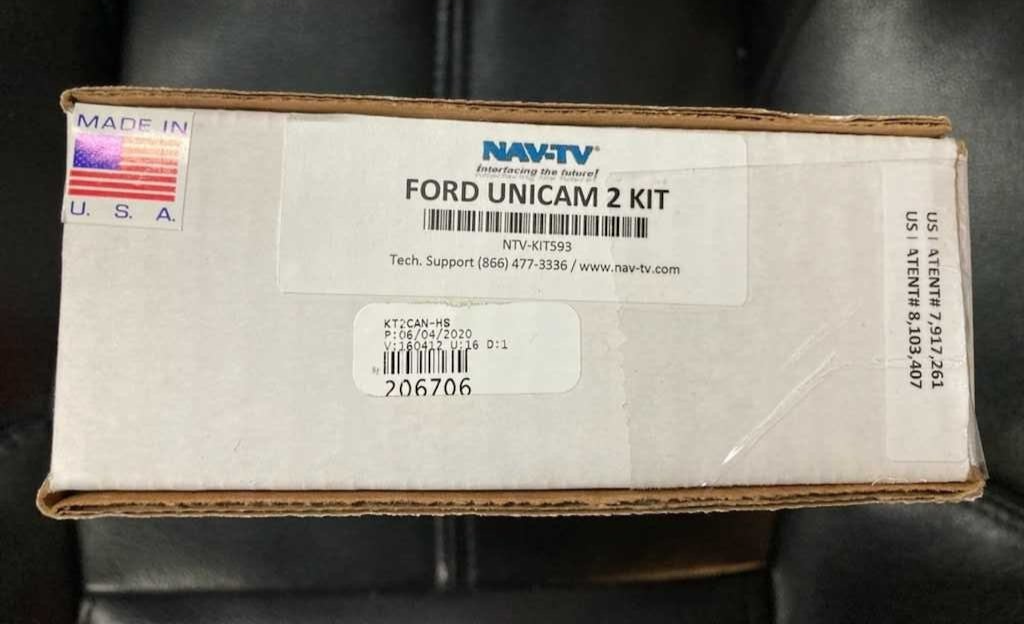 MADE IN
U. S. A.
NAV-TV®
interfacing the future!
FORD UNICAM 2 KIT
NTV-KIT593
Tech. Support (866) 477-3336 / www.nav-tv.com
KT2CAN-HS
P:06/04/2020
V:160412 U:16 D:1
206706
US ATENT# 7,917,261
US ATENT# 8,103,407